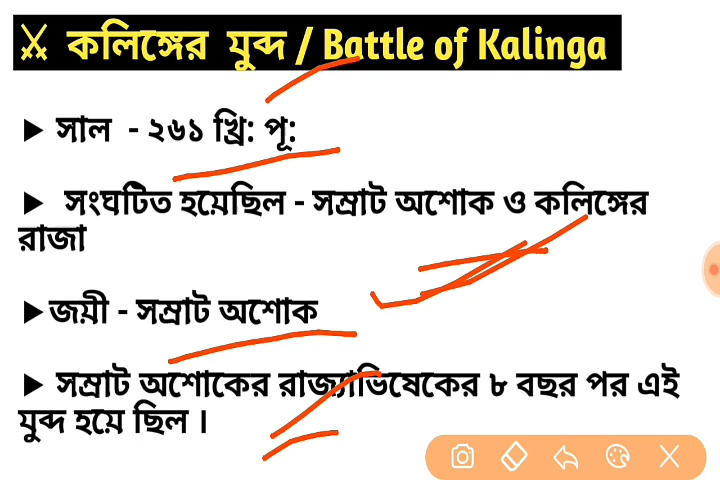 ⚔ কলিঙ্গের যুব্দ / Battle of Kalinga
▶ সাল - ২৬১ খ্রি: পূ:
▶ সংঘটিত হয়েছিল - সম্রাট অশোক ও কলিঙ্গের
রাজা
▶জয়ী - সম্রাট অশোক
▶ সম্রাট অশোকের রাজ্যাভিষেকের ৮ বছর পর এই
যুব্দ হয়ে ছিল ।